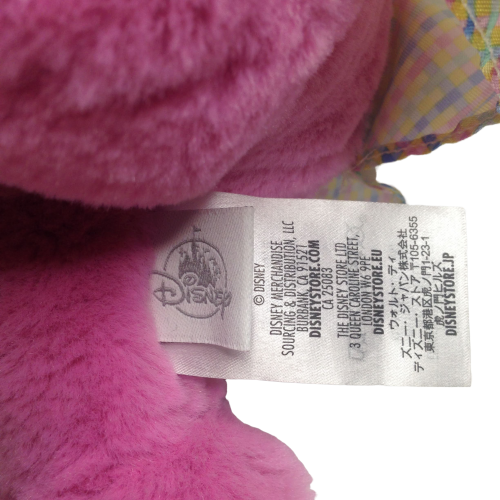 Disney
© DISNEY
DISNEY MERCHANDISE
SOURCING & DISTRIBUTION, LLC
BURBANK, CA 91521
DISNEYSTORE.COM
CA 25083
THE DISNEY STORE LTD
3 QUEEN CAROLINE STREET,
LONDON, W6 9PE
DISNEYSTORE.EU
ウォルト・ディ
ズニー・ジャパン株式会社
ディズニー・ストア 〒105-6355
東京都港区虎ノ門1-23-1
虎ノ門ヒルズ
DISNEYSTORE.JP